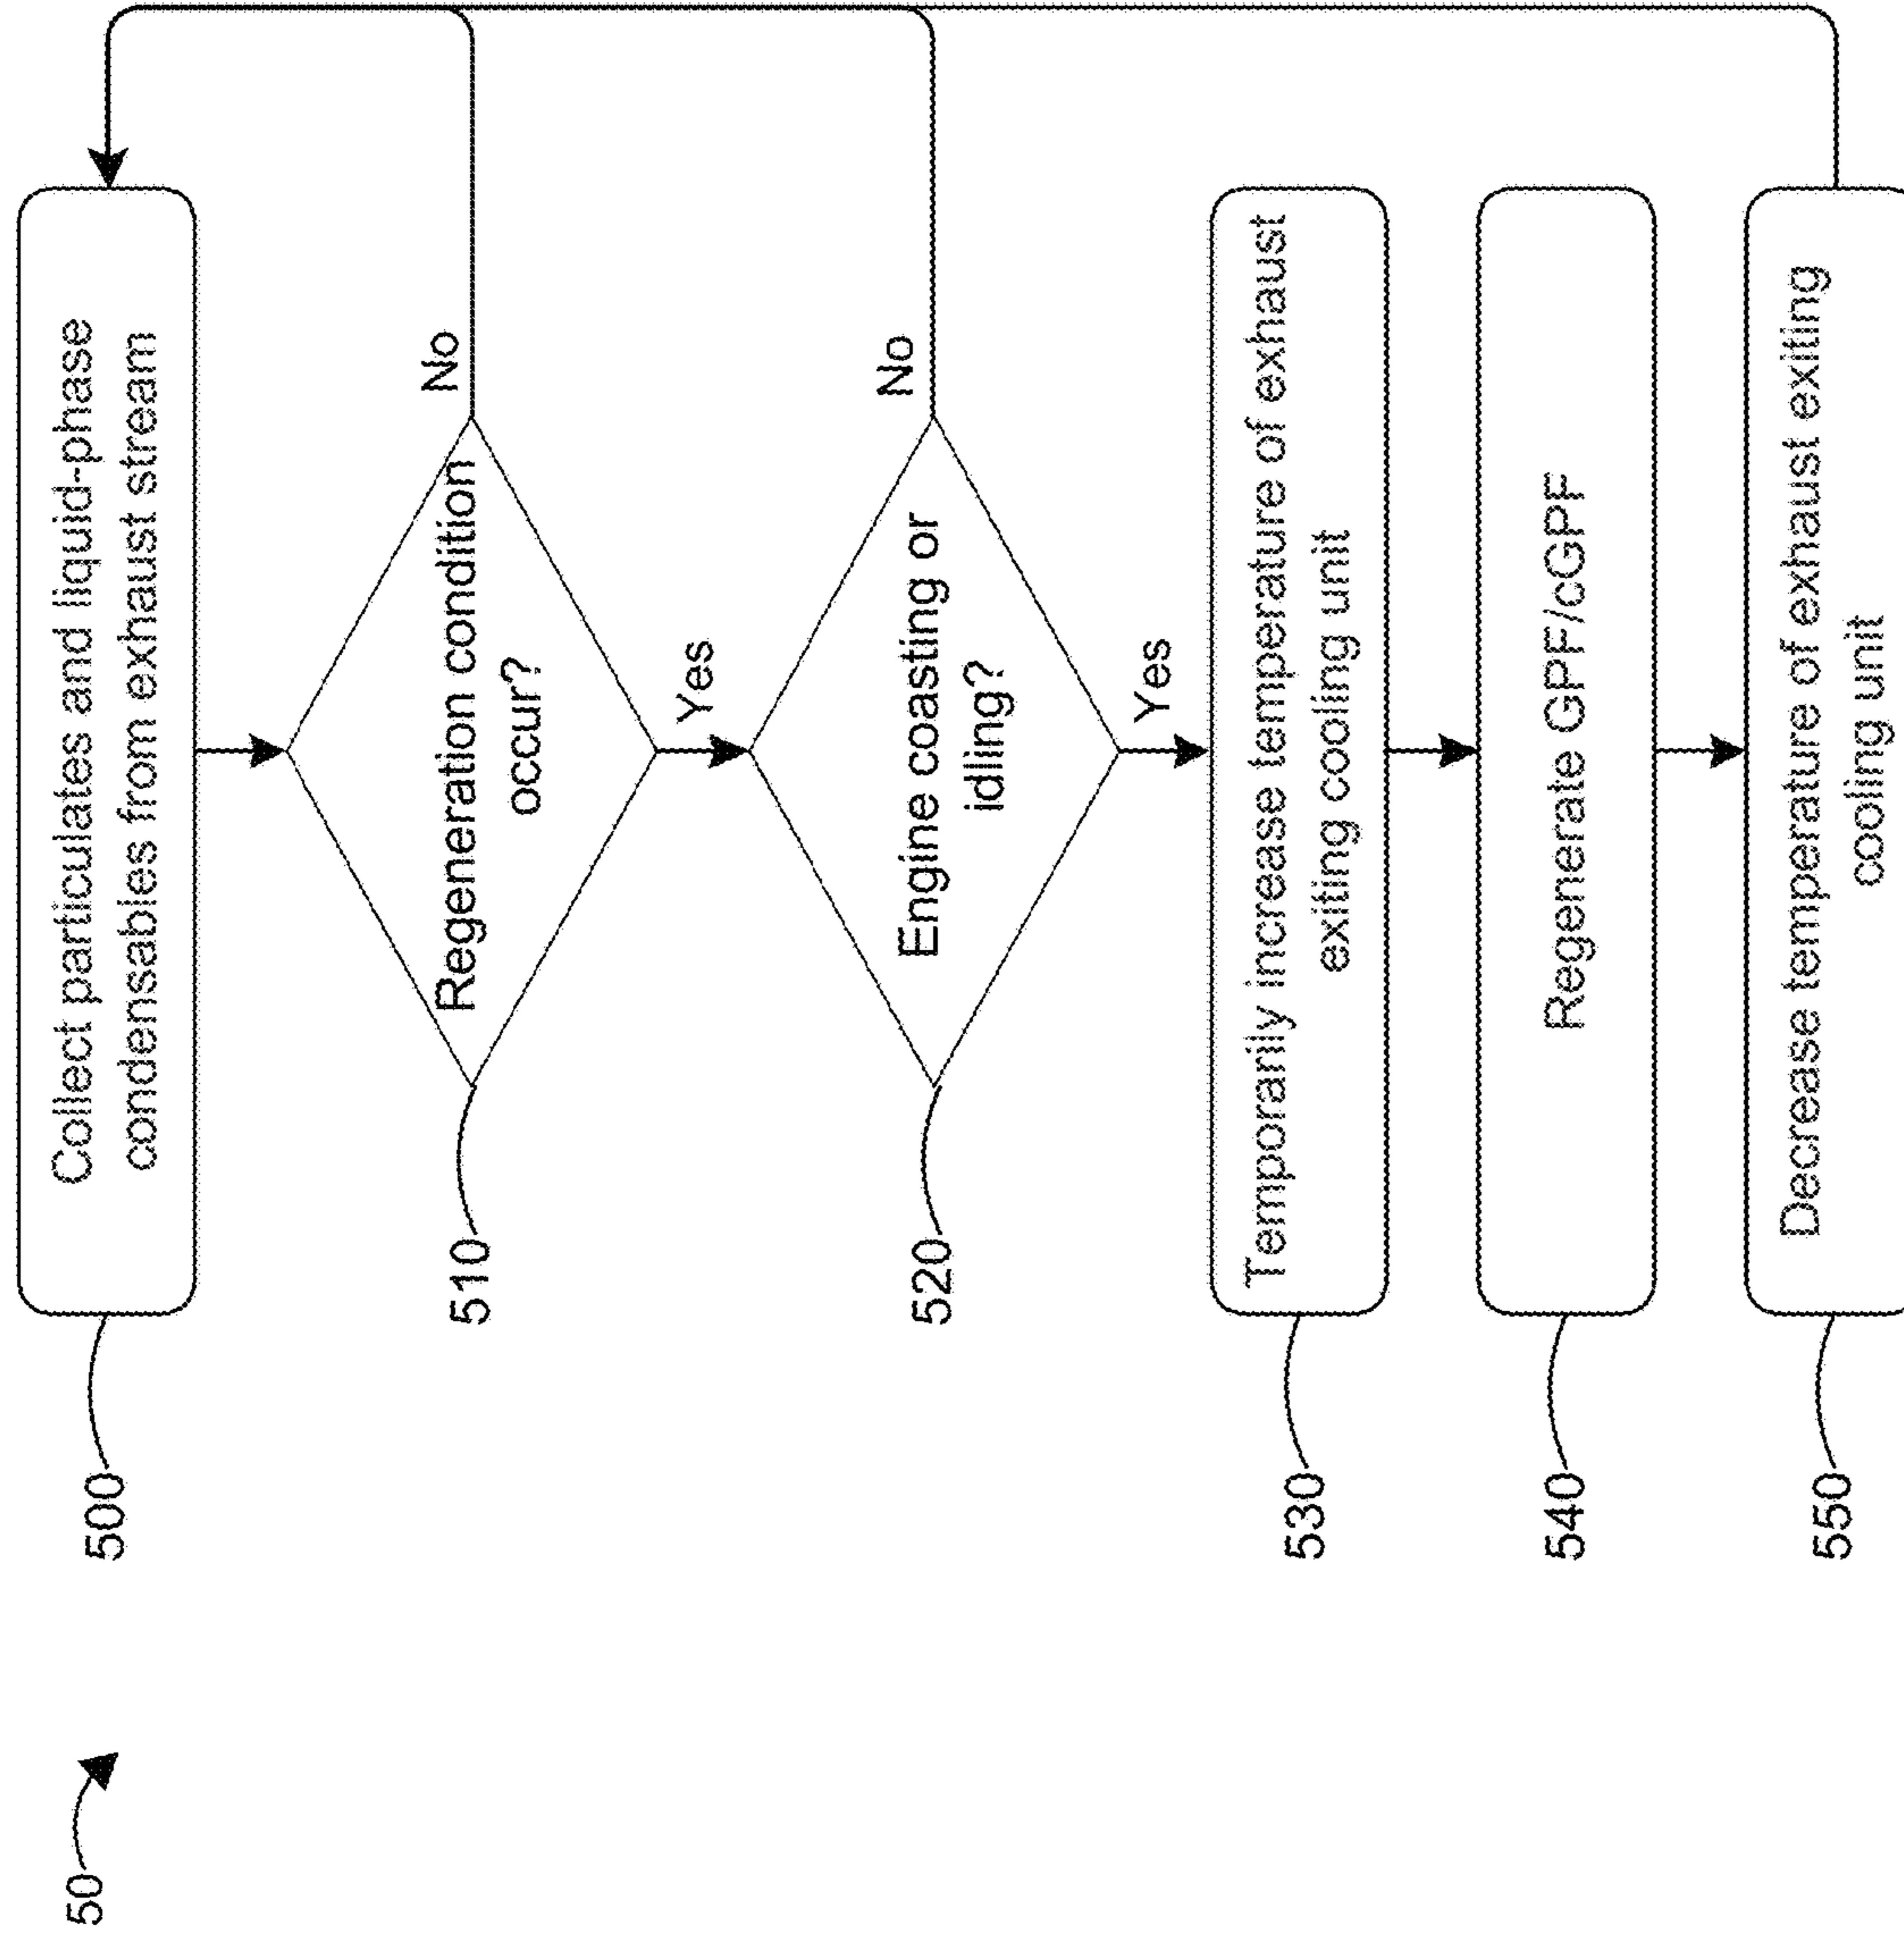 50
500
Collect particulates and liquid-phase
condensables from exhaust stream
510
Regeneration condition
occur?
No
Yes
520
Engine coasting or
idling?
No
Yes
530
Temporarily increase temperature of exhaust
exiting cooling unit
540
Regenerate GPF/cGPF
550
Decrease temperature of exhaust exiting
cooling unit